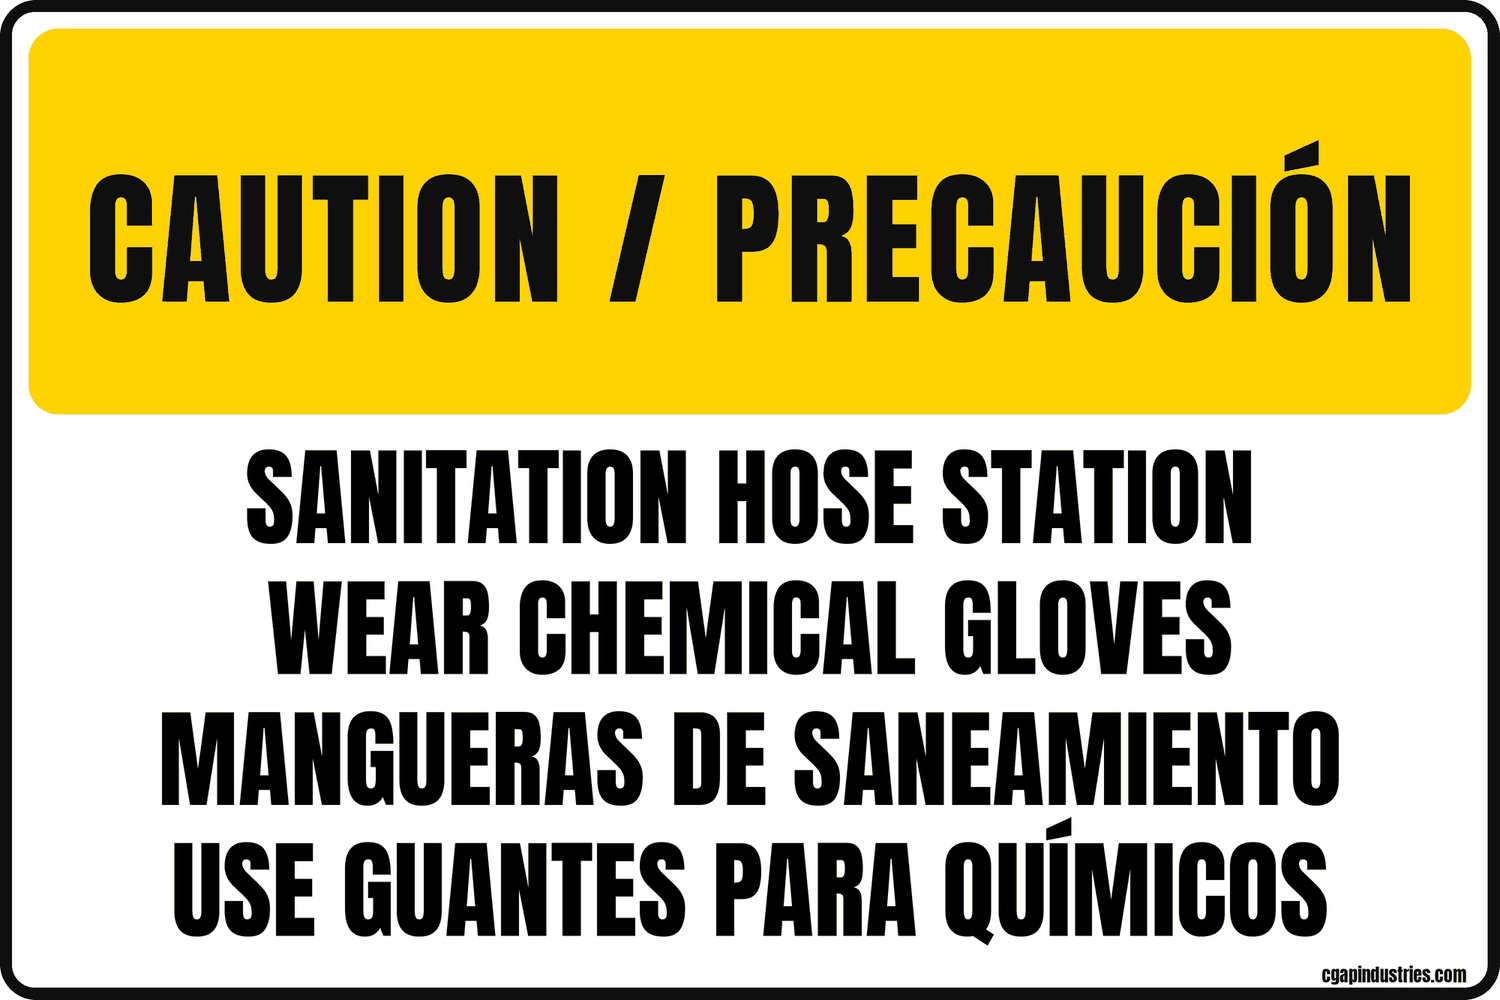 CAUTION / PRECAUCIÓN
SANITATION HOSE STATION
WEAR CHEMICAL GLOVES
MANGUERAS DE SANEAMIENTO
USE GUANTES PARA QUÍMICOS
cgapindustries.com